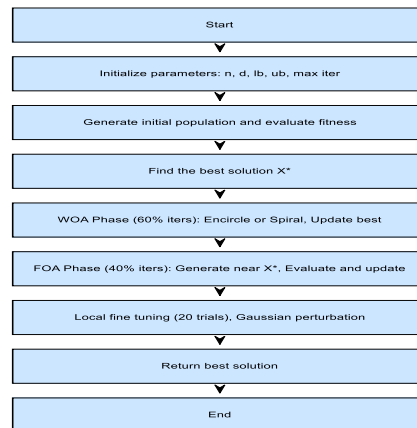 Start
Initialize parameters: n, d, lb, ub, max iter
Generate initial population and evaluate fitness
Find the best solution X*
WOA Phase (60% iters): Encircle or Spiral, Update best
FOA Phase (40% iters): Generate near X*, Evaluate and update
Local fine tuning (20 trials), Gaussian perturbation
Return best solution
End